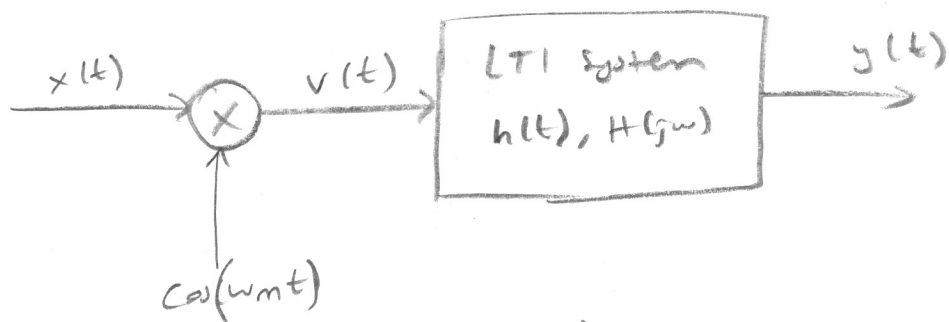 x(t)
v(t)
LTI System
h(t), H(jw)
y(t)
X
Cos(wmt)